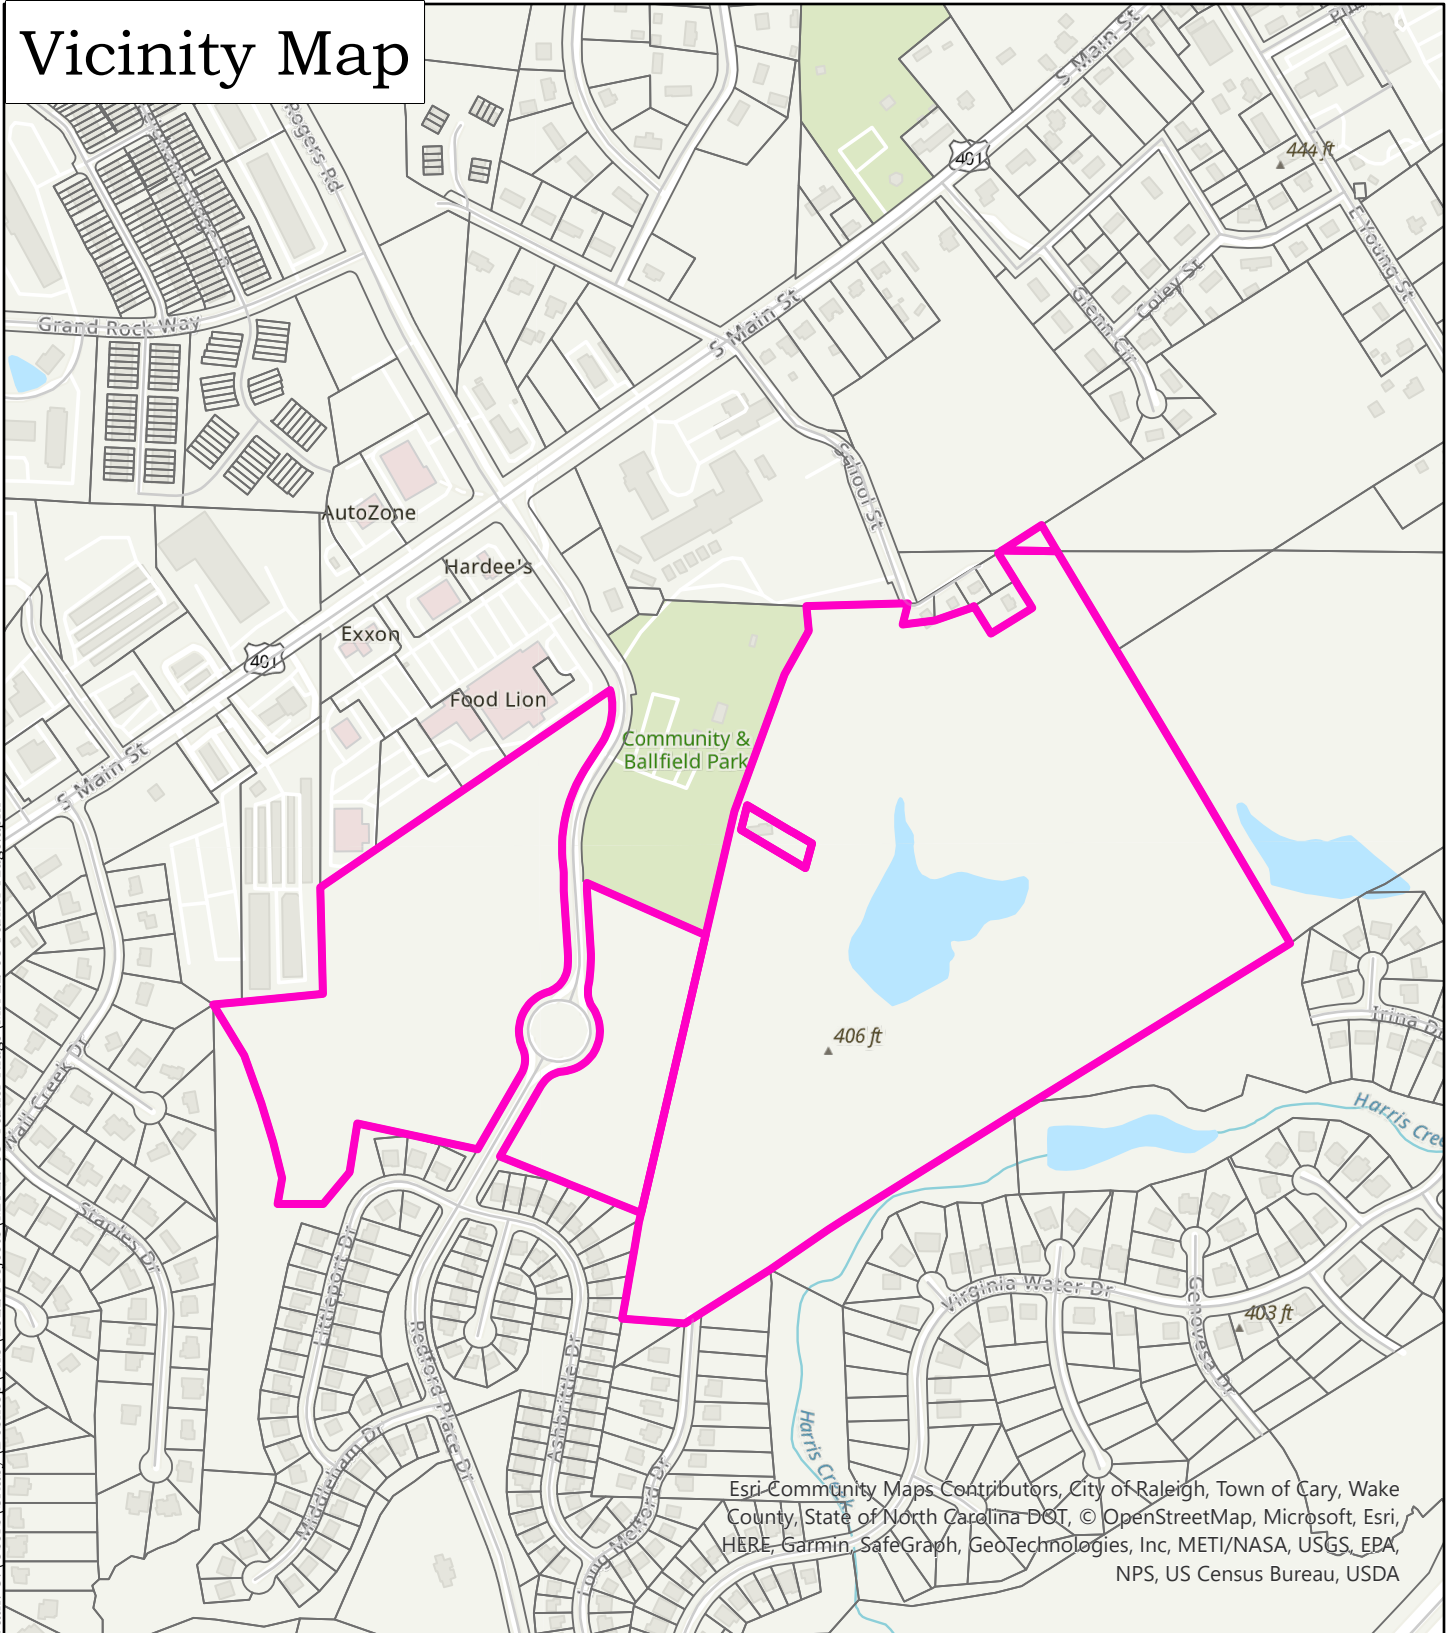 Vicinity Map
S Main St
401
444 ft
Rogers Rd
E Young St
Coley St
Glenn Cir
Grand Rock Way
S Main St
School St
AutoZone
Hardee's
Exxon
401
Food Lion
Community &
Ballfield Park
S Main St
406 ft
Irina Dr
Wall Creek Dr
Harris Cree
Staples Dr
Littleport Dr
Virginia Water Dr
Genovesa Dr
403 ft
Redford Place Dr
Ashbrittle Dr
Middleham Dr
Harris Creek
Long Melford Dr
Esri Community Maps Contributors, City of Raleigh, Town of Cary, Wake
County, State of North Carolina DOT, © OpenStreetMap, Microsoft, Esri,
HERE, Garmin, SafeGraph, GeoTechnologies, Inc, METI/NASA, USGS, EPA,
NPS, US Census Bureau, USDA